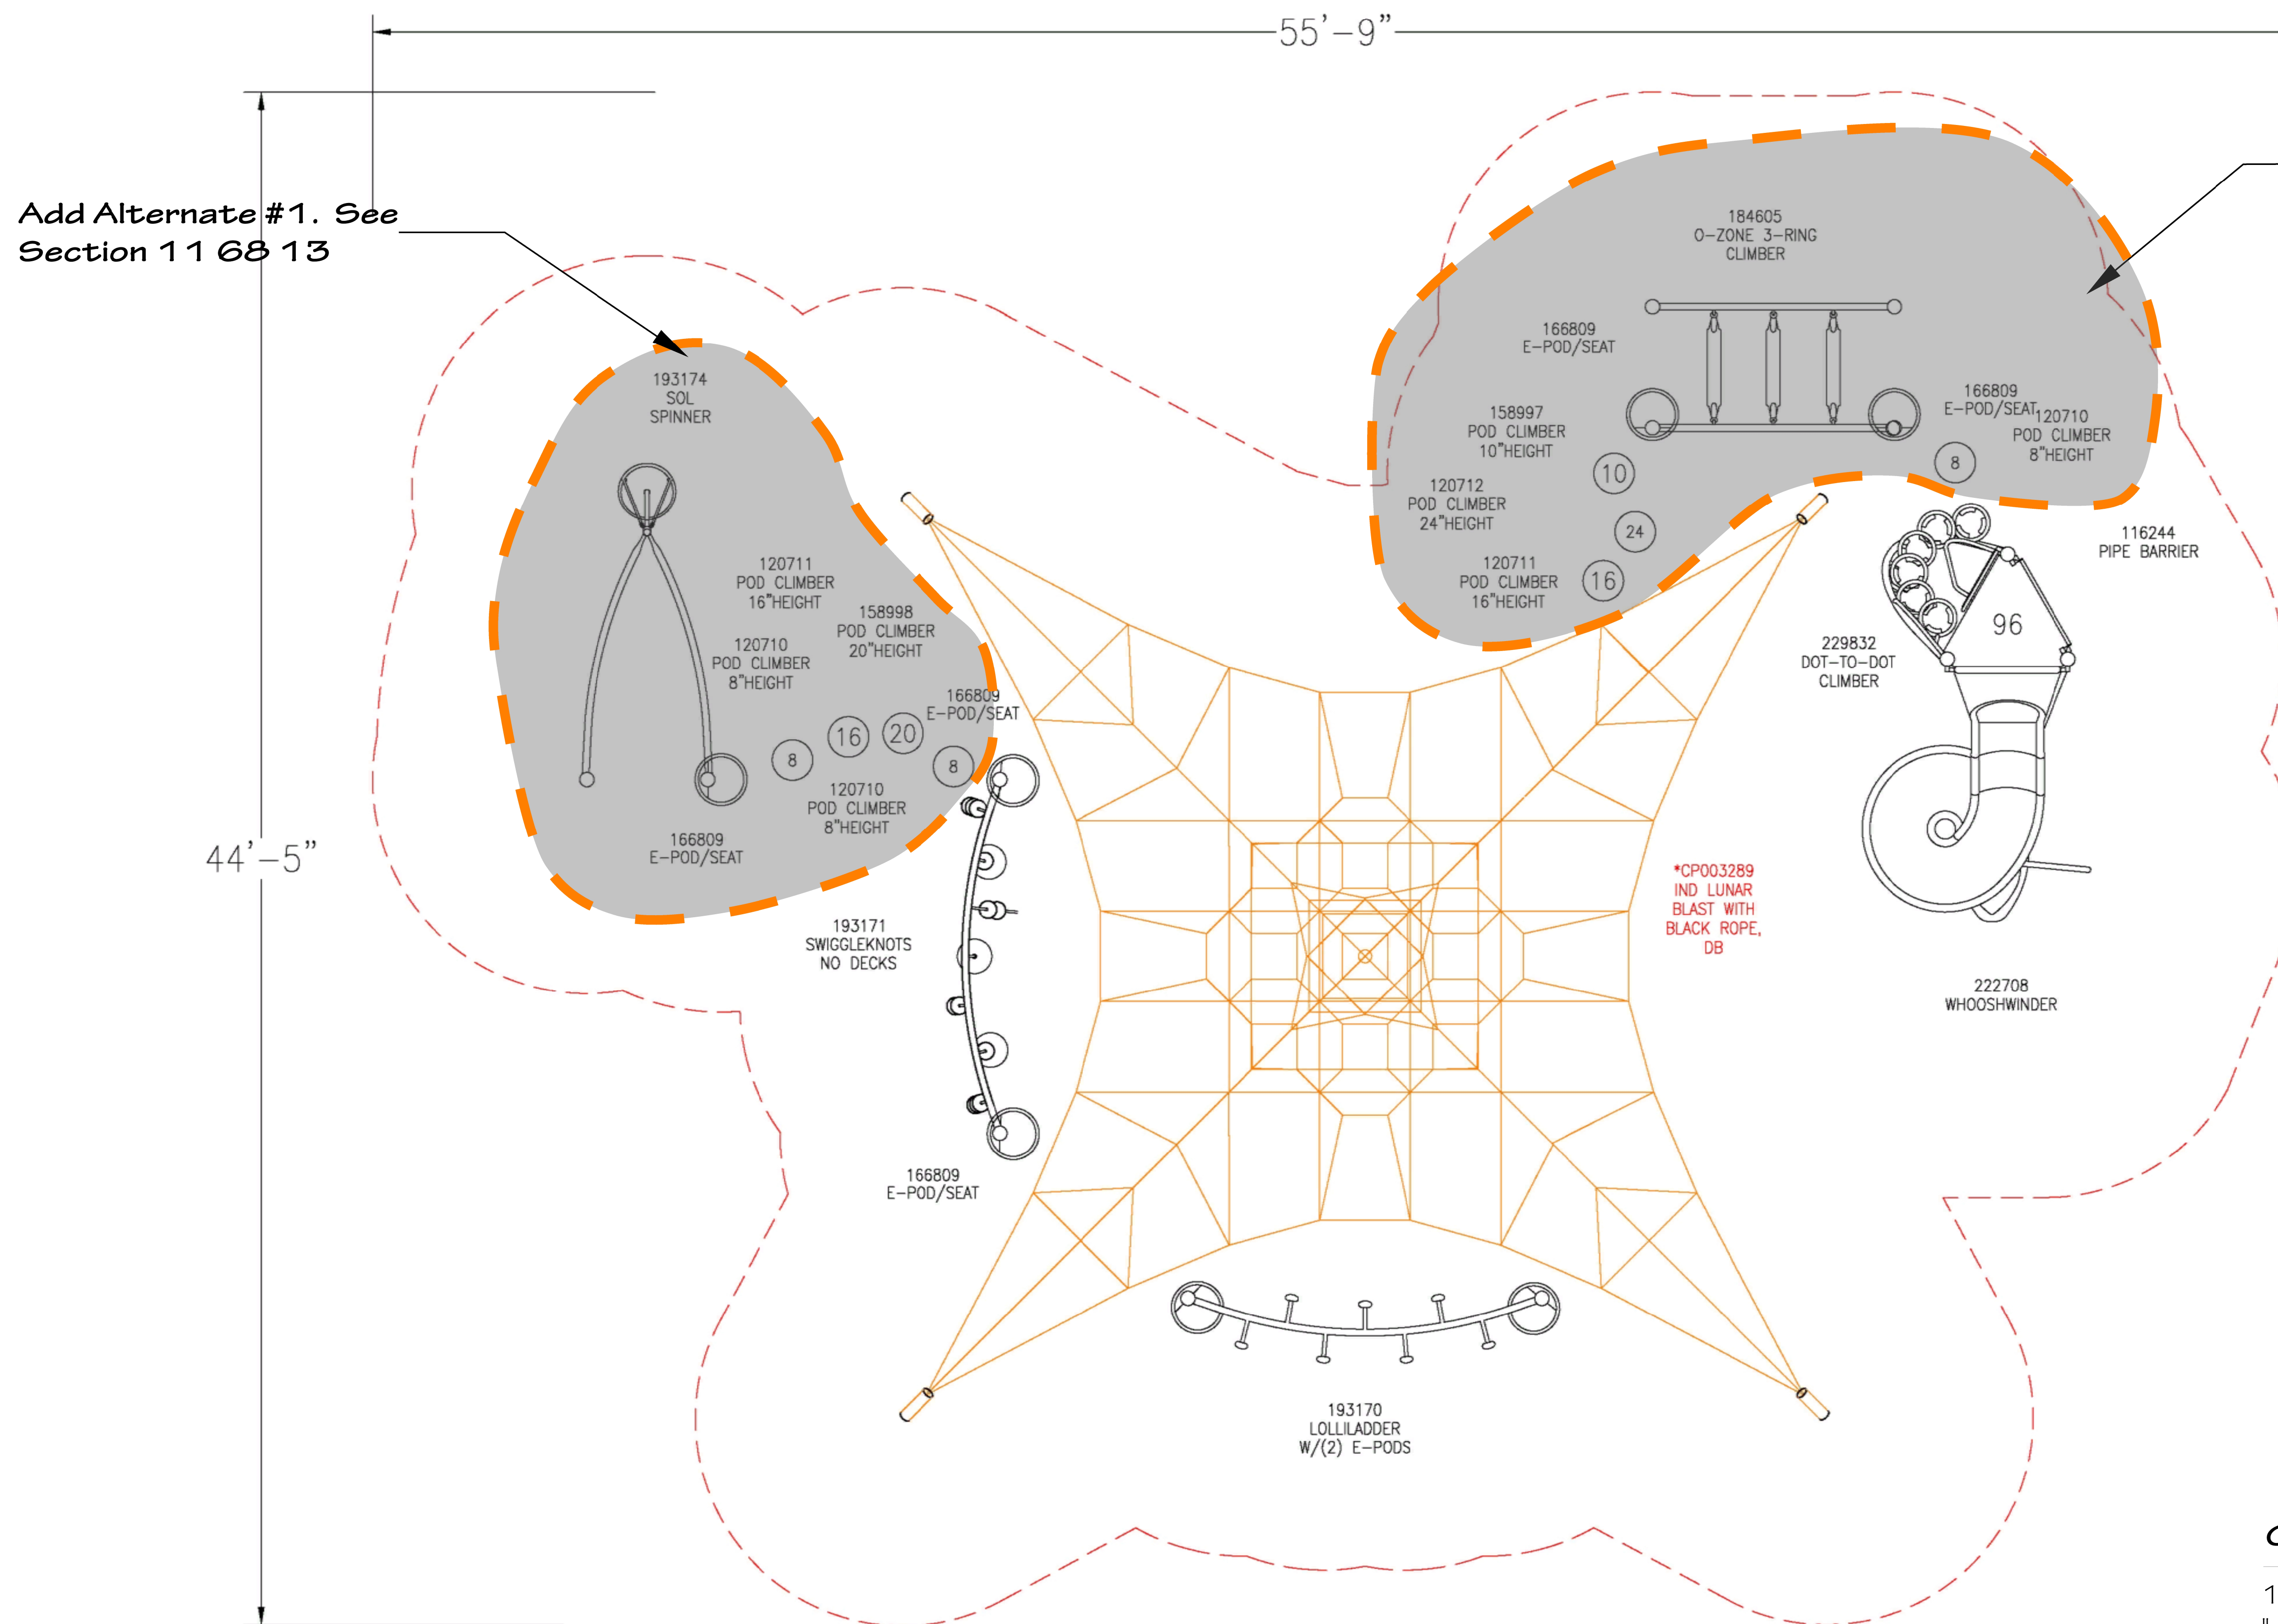 55'-9"
Add Alternate #1. See
Section 11 68 13
184605
O-ZONE 3-RING
CLIMBER
166809
E-POD/SEAT
193174
SOL
SPINNER
166809
E-POD/SEAT
158997
POD CLIMBER
10"HEIGHT
120710
POD CLIMBER
8"HEIGHT
10
8
120712
POD CLIMBER
24"HEIGHT
24
116244
PIPE BARRIER
120711
POD CLIMBER
16"HEIGHT
120711
POD CLIMBER
16"HEIGHT
16
158998
POD CLIMBER
20"HEIGHT
96
120710
POD CLIMBER
8"HEIGHT
229832
DOT-TO-DOT
CLIMBER
166809
E-POD/SEAT
8
16
20
8
120710
POD CLIMBER
8"HEIGHT
166809
E-POD/SEAT
44'-5"
*CP003289
IND LUNAR
BLAST WITH
BLACK ROPE,
DB
193171
SWIGGLEKNOTS
NO DECKS
222708
WHOOSHWINDER
166809
E-POD/SEAT
193170
LOLLILADDER
W/(2) E-PODS